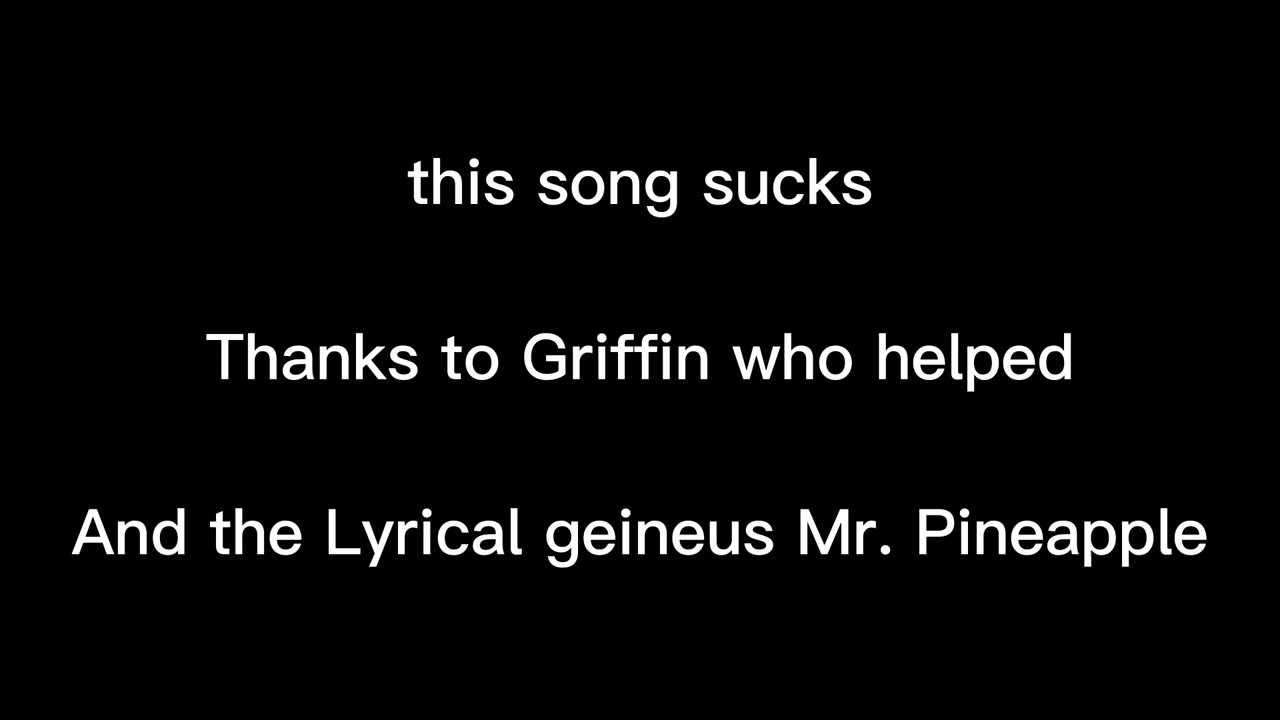 this song sucks
Thanks to Griffin who helped
And the Lyrical geineus Mr. Pineapple